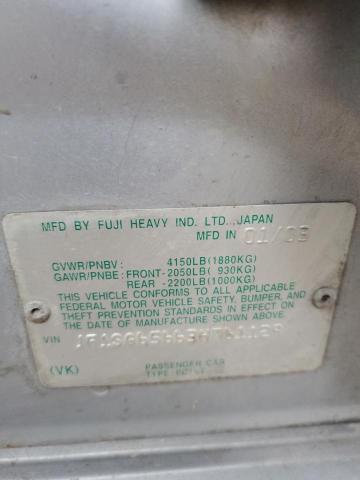 MFD BY FUJI HEAVY IND. LTD., JAPAN
MFD IN 01/03
GVWR/PNBV : 4150LB(1880KG)
GAWR/PNBE: FRONT-2050LB( 930KG)
REAR -2200LB(1000KG)
THIS VEHICLE CONFORMS TO ALL APPLICABLE
FEDERAL MOTOR VEHICLE SAFETY, BUMPER, AND
THEFT PREVENTION STANDARDS IN EFFECT ON
THE DATE OF MANUFACTURE SHOWN ABOVE.
VIN
(VK) PASSENGER CAR
TYPE